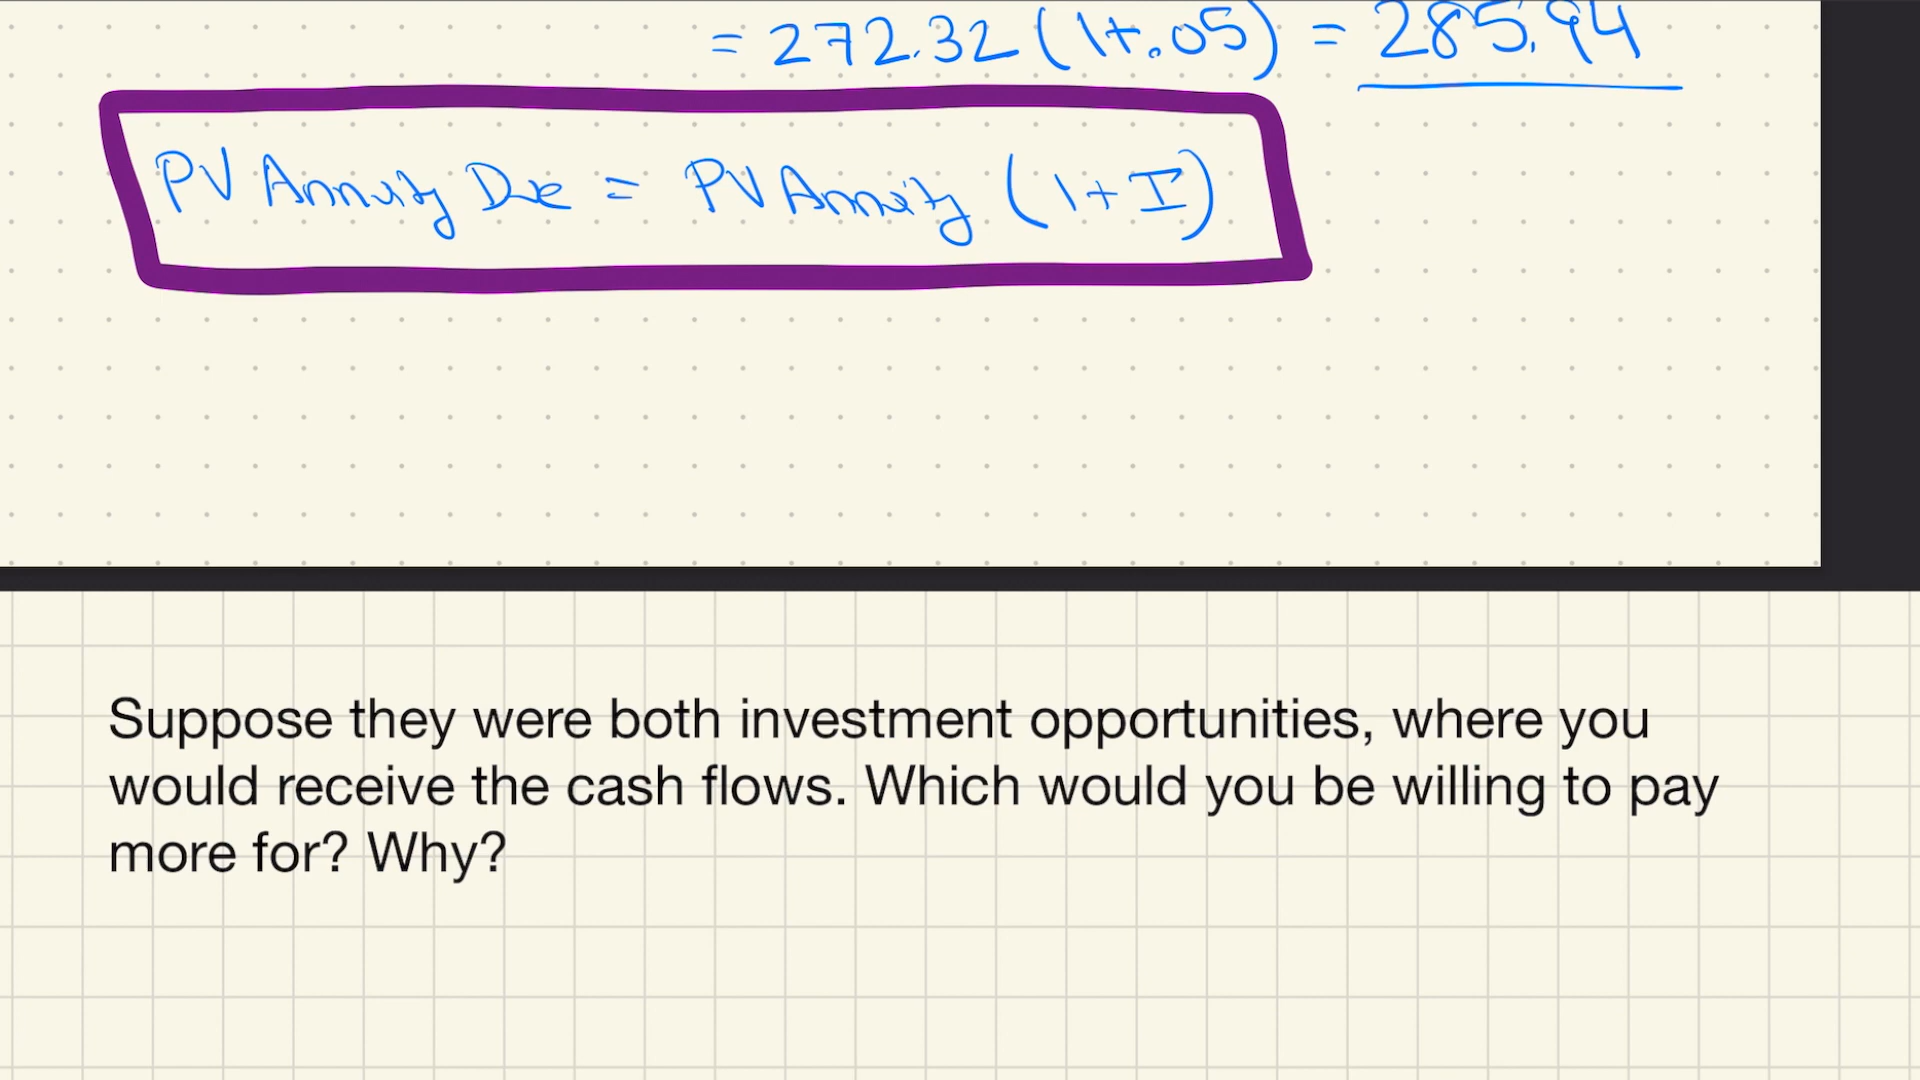 = 272.32 (1+.05) = 285.94
PV Annuity Due = PV Annuity (1+I)
Suppose they were both investment opportunities, where you
would receive the cash flows. Which would you be willing to pay
more for? Why?